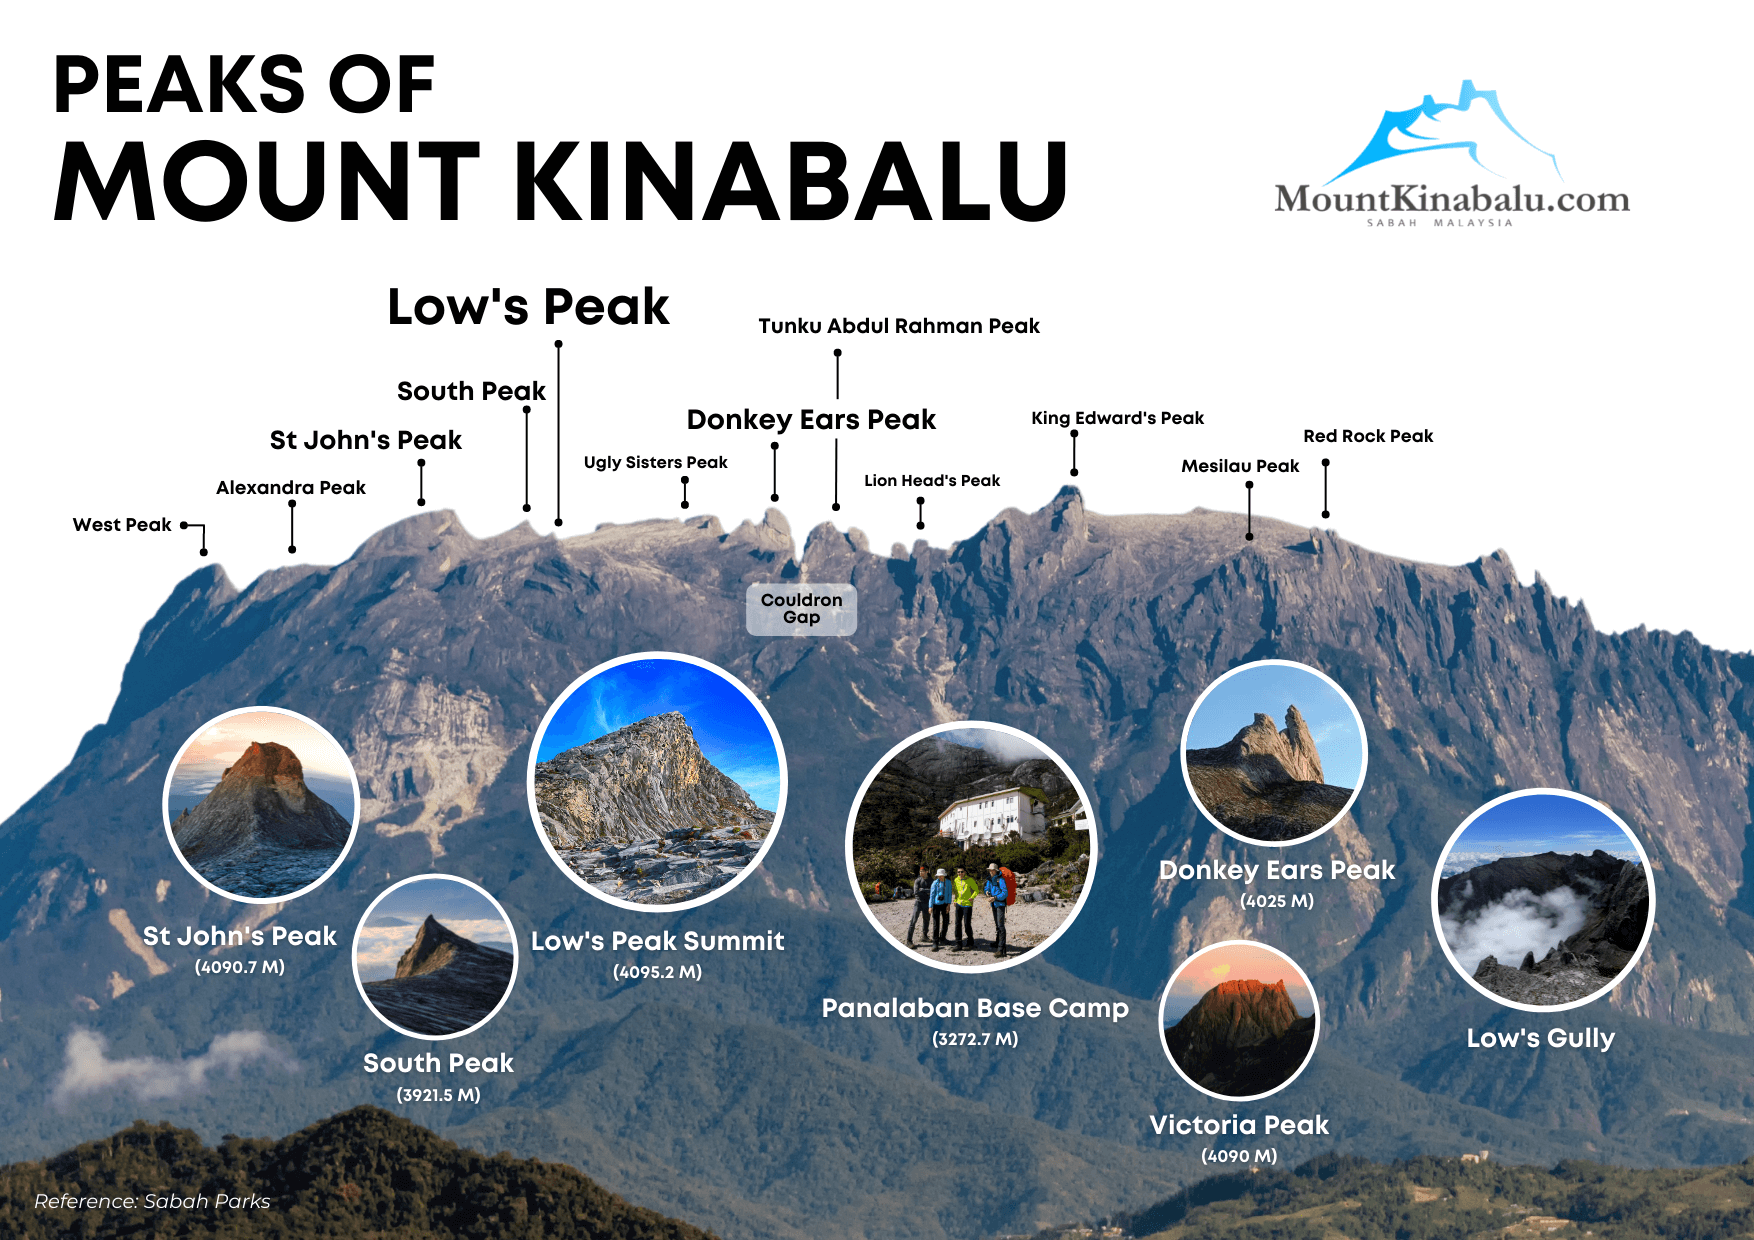 PEAKS OF
MOUNT KINABALU
MountKinabalu.com
SABAH MALAYSIA
Low's Peak
Tunku Abdul Rahman Peak
South Peak
Donkey Ears Peak
King Edward's Peak
St John's Peak
Red Rock Peak
Ugly Sisters Peak
Mesilau Peak
Alexandra Peak
Lion Head's Peak
West Peak
Couldron
Gap
St John's Peak
(4090.7 M)
South Peak
(3921.5 M)
Low's Peak Summit
(4095.2 M)
Panalaban Base Camp
(3272.7 M)
Donkey Ears Peak
(4025 M)
Victoria Peak
(4090 M)
Low's Gully
Reference: Sabah Parks